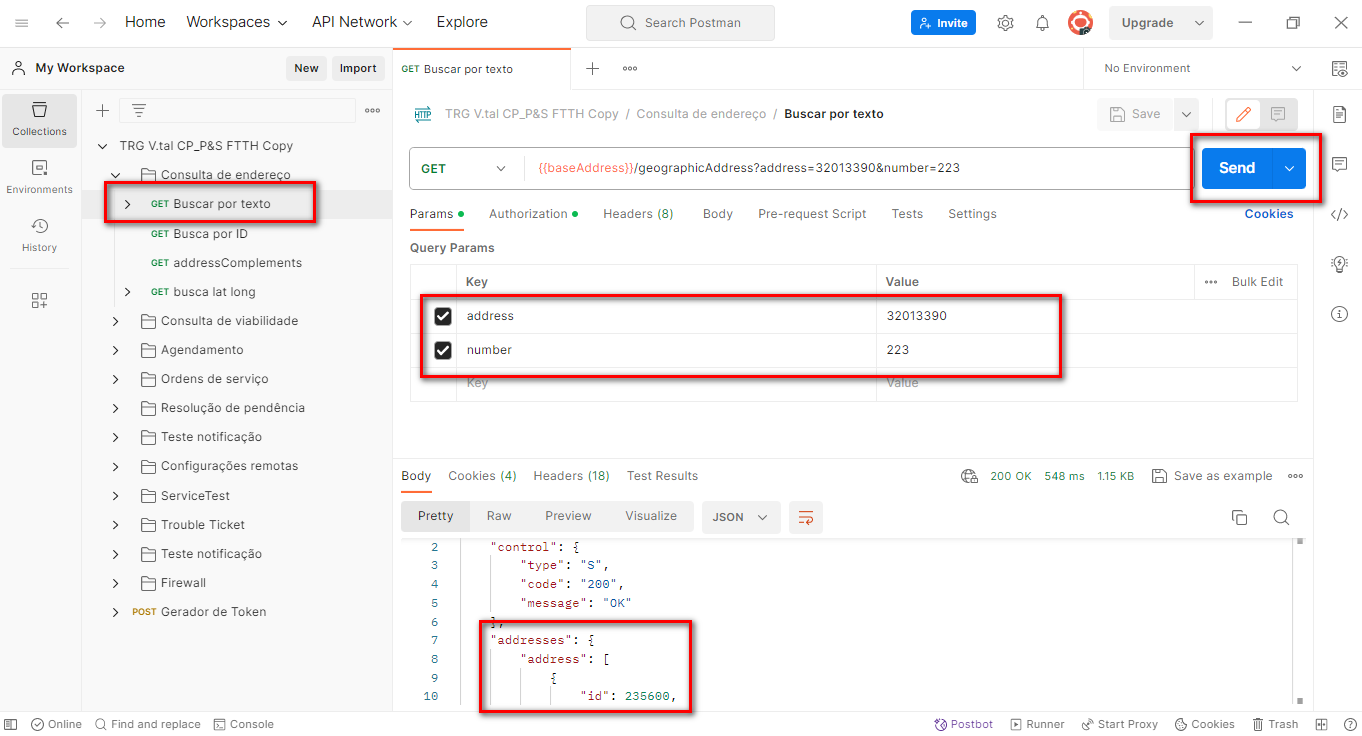 Home Workspaces API Network Explore Search Postman Invite Upgrade
My Workspace New Import GET Buscar por texto No Environment
Collections
Environments
History
TRG V.tal CP_P&S FTTH Copy
Consulta de endereço
GET Buscar por texto
GET Busca por ID
GET addressComplements
GET busca lat long
Consulta de viabilidade
Agendamento
Ordens de serviço
Resolução de pendência
Teste notificação
Configurações remotas
ServiceTest
Trouble Ticket
Teste notificação
Firewall
POST Gerador de Token
HTTP TRG V.tal CP_P&S FTTH Copy / Consulta de endereço / Buscar por texto Save
GET {{baseAddress}}/geographicAddress?address=32013390&number=223 Send
Params Authorization Headers (8) Body Pre-request Script Tests Settings Cookies
Query Params
Key Value Bulk Edit
address 32013390
number 223
Key Value
Body Cookies (4) Headers (18) Test Results 200 OK 548 ms 1.15 KB Save as example
Pretty Raw Preview Visualize JSON
2 "control": {
3 "type": "S",
4 "code": "200",
5 "message": "OK"
6 },
7 "addresses": {
8 "address": [
9 {
10 "id": 235600,
Online Find and replace Console Postbot Runner Start Proxy Cookies Trash